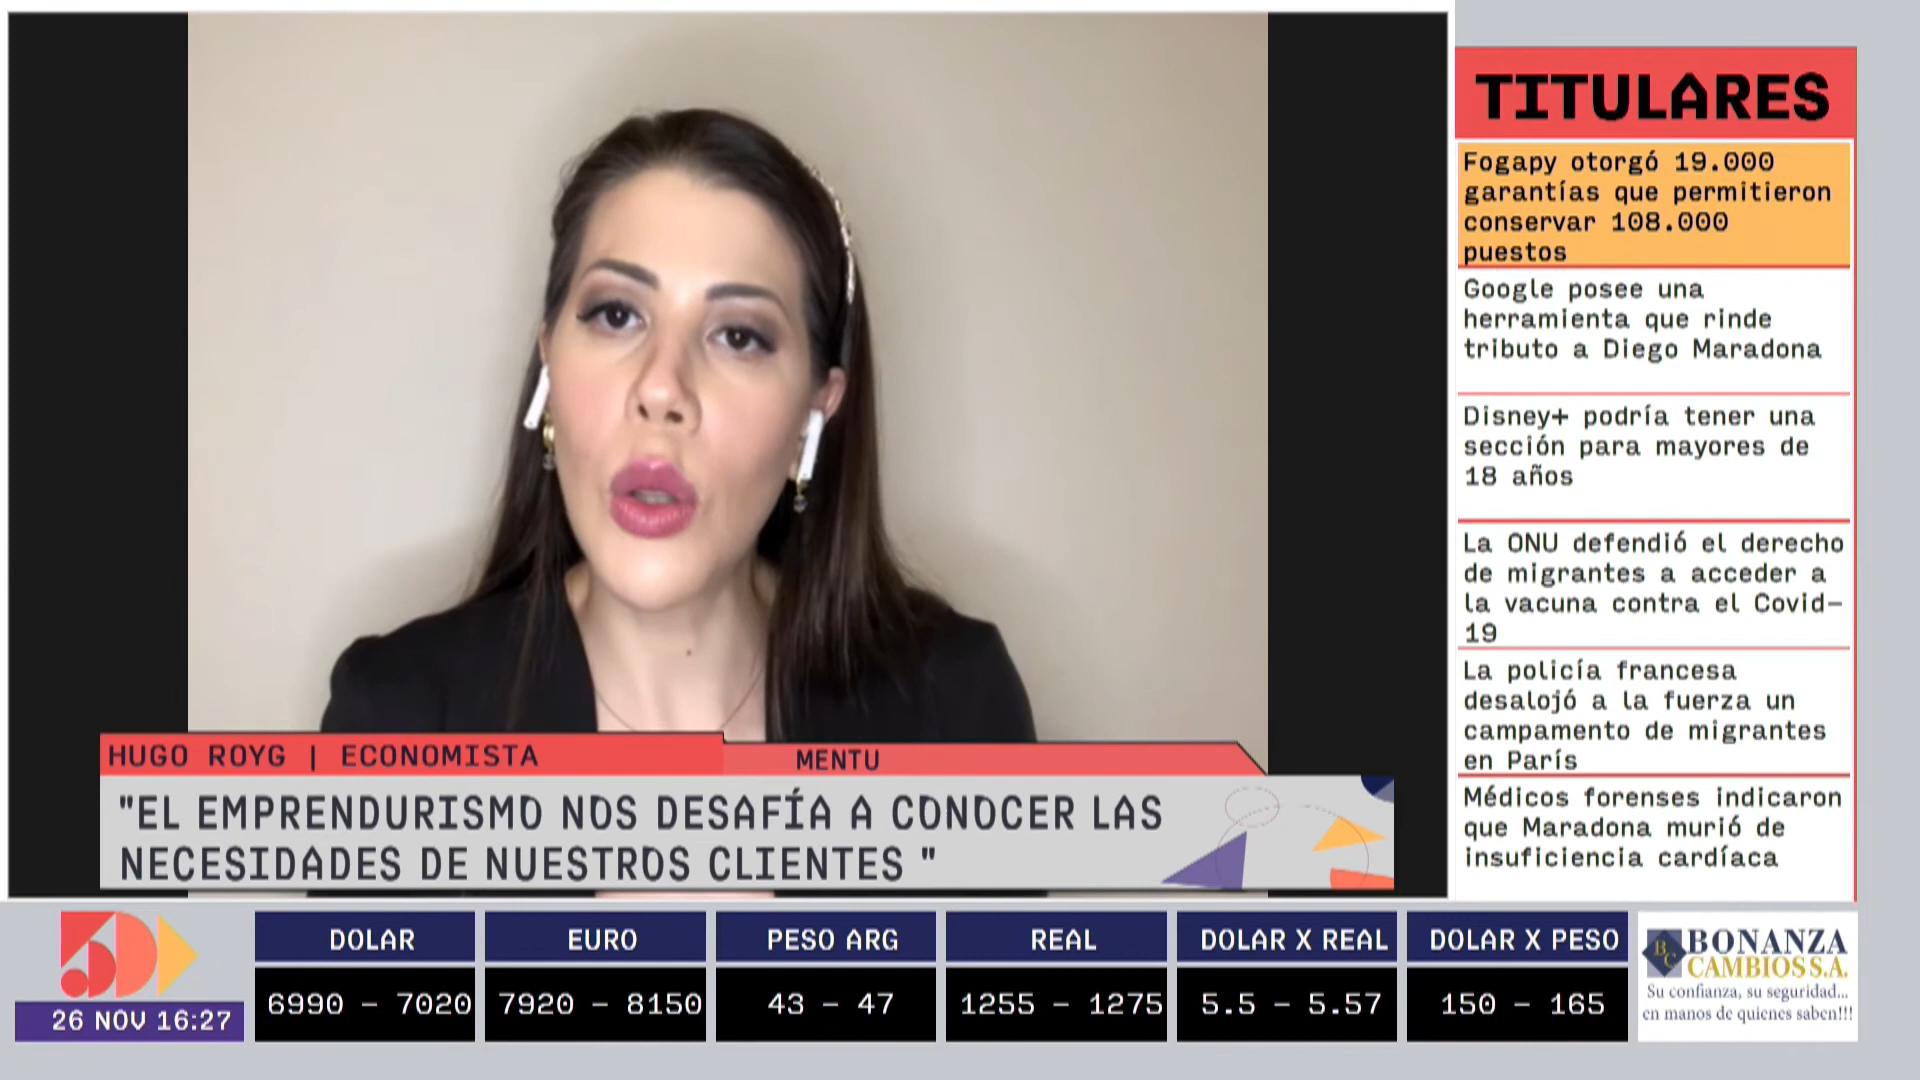 TITULARES
Fogapy otorgó 19.000
garantías que permitieron
conservar 108.000
puestos
Google posee una
herramienta que rinde
tributo a Diego Maradona
Disney+ podría tener una
sección para mayores de
18 años
La ONU defendió el derecho
de migrantes a acceder a
la vacuna contra el Covid-
19
La policía francesa
desalojó a la fuerza un
campamento de migrantes
en París
Médicos forenses indicaron
que Maradona murió de
insuficiencia cardíaca
HUGO ROYG | ECONOMISTA
MENTU
"EL EMPRENDURISMO NOS DESAFÍA A CONOCER LAS
NECESIDADES DE NUESTROS CLIENTES "
5D
26 NOV 16:27
DOLAR
6990 - 7020
EURO
7920 - 8150
PESO ARG
43 - 47
REAL
1255 - 1275
DOLAR X REAL
5.5 - 5.57
DOLAR X PESO
150 - 165
BC
BONANZA
CAMBIOS S.A.
Su confianza, su seguridad...
en manos de quienes saben!!!